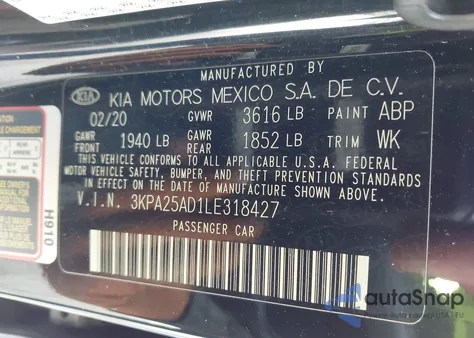 MANUFACTURED BY
KIA KIA MOTORS MEXICO S.A. DE C.V.
02/20 GVWR 3616 LB PAINT ABP
GAWR FRONT 1940 LB GAWR REAR 1852 LB TRIM WK
THIS VEHICLE CONFORMS TO ALL APPLICABLE U.S.A. FEDERAL
MOTOR VEHICLE SAFETY, BUMPER, AND THEFT PREVENTION STANDARDS
IN EFFECT ON THE DATE OF MANUFACTURE SHOWN ABOVE.
V.I.N. 3KPA25AD1LE318427
PASSENGER CAR
H910
autoSnap